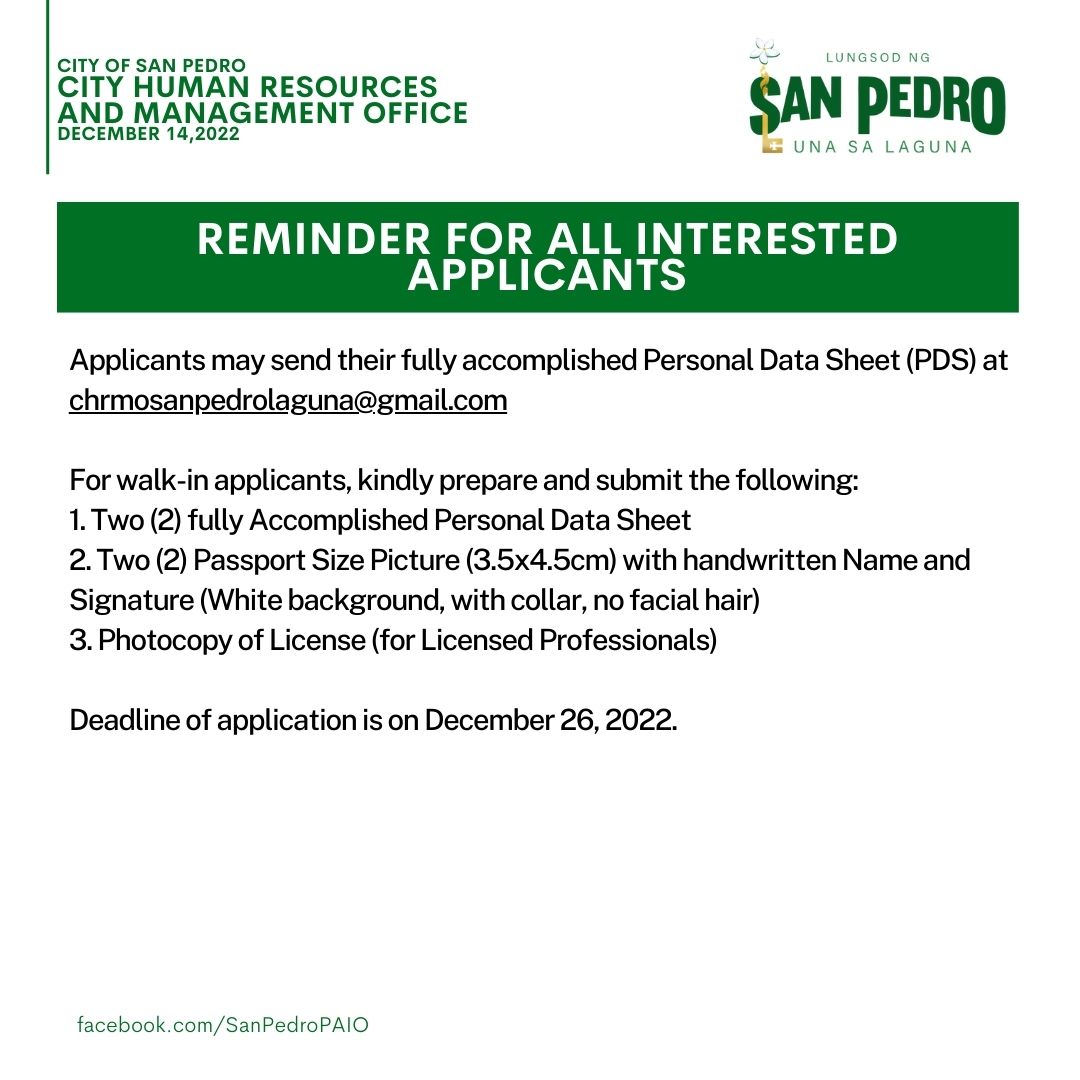 CITY OF SAN PEDRO
CITY HUMAN RESOURCES
AND MANAGEMENT OFFICE
DECEMBER 14,2022
LUNGSOD NG
SAN PEDRO
UNA SA LAGUNA
REMINDER FOR ALL INTERESTED
APPLICANTS
Applicants may send their fully accomplished Personal Data Sheet (PDS) at
chrmosanpedrolaguna@gmail.com
For walk-in applicants, kindly prepare and submit the following:
1. Two (2) fully Accomplished Personal Data Sheet
2. Two (2) Passport Size Picture (3.5x4.5cm) with handwritten Name and
Signature (White background, with collar, no facial hair)
3. Photocopy of License (for Licensed Professionals)
Deadline of application is on December 26, 2022.
facebook.com/SanPedroPAIO